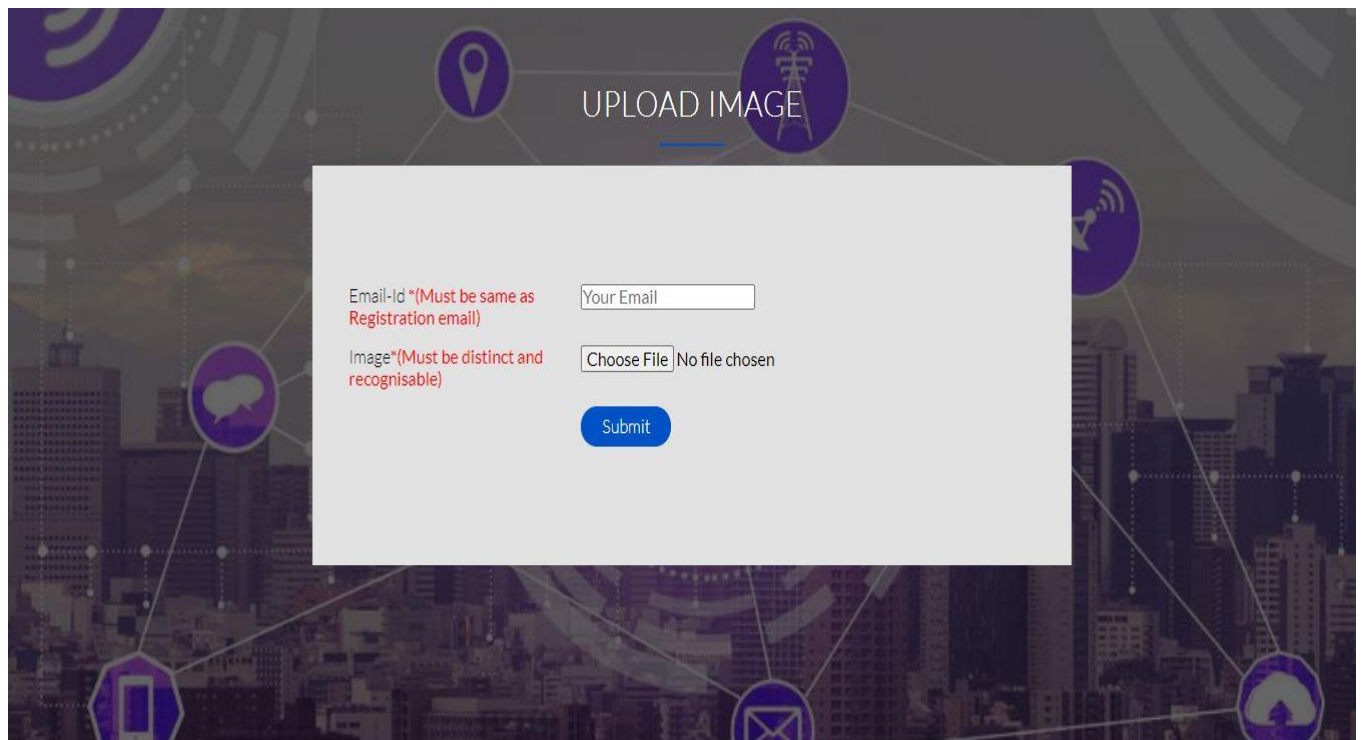 UPLOAD IMAGE
Email-Id *(Must be same as
Registration email)
Your Email
Image*(Must be distinct and
recognisable)
Choose File No file chosen
Submit